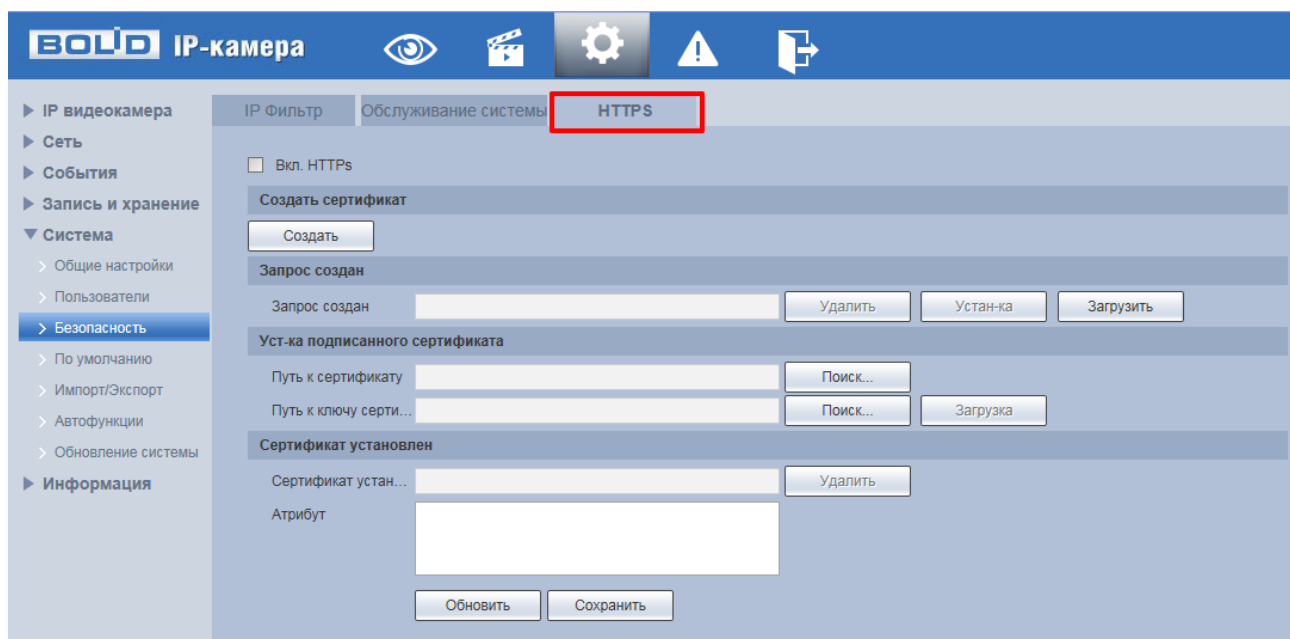 BOLID IP-камера
IP видеокамера
Сеть
События
Запись и хранение
Система
Общие настройки
Пользователи
Безопасность
По умолчанию
Импорт/Экспорт
Автофункции
Обновление системы
Информация
IP Фильтр Обслуживание системы HTTPS
Вкл. HTTPs
Создать сертификат
Создать
Запрос создан
Запрос создан Удалить Устан-ка Загрузить
Уст-ка подписанного сертификата
Путь к сертификату Поиск...
Путь к ключу серти... Поиск... Загрузка
Сертификат установлен
Сертификат устан... Удалить
Атрибут
Обновить Сохранить